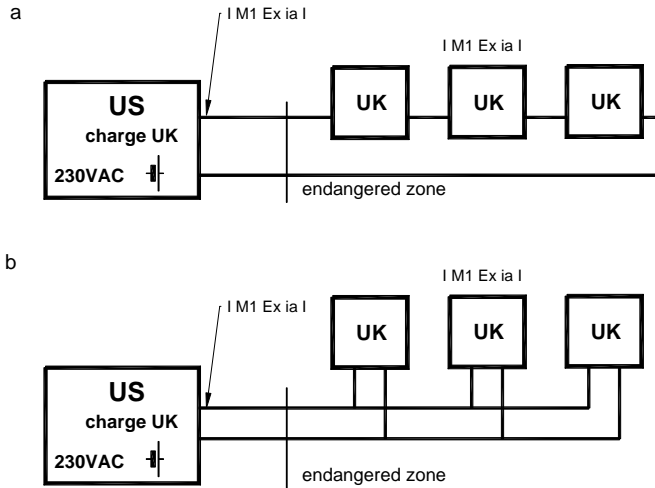 a
I M1 Ex ia I
I M1 Ex ia I
US
charge UK
230VAC
UK
UK
UK
endangered zone
b
I M1 Ex ia I
I M1 Ex ia I
US
charge UK
230VAC
UK
UK
UK
endangered zone